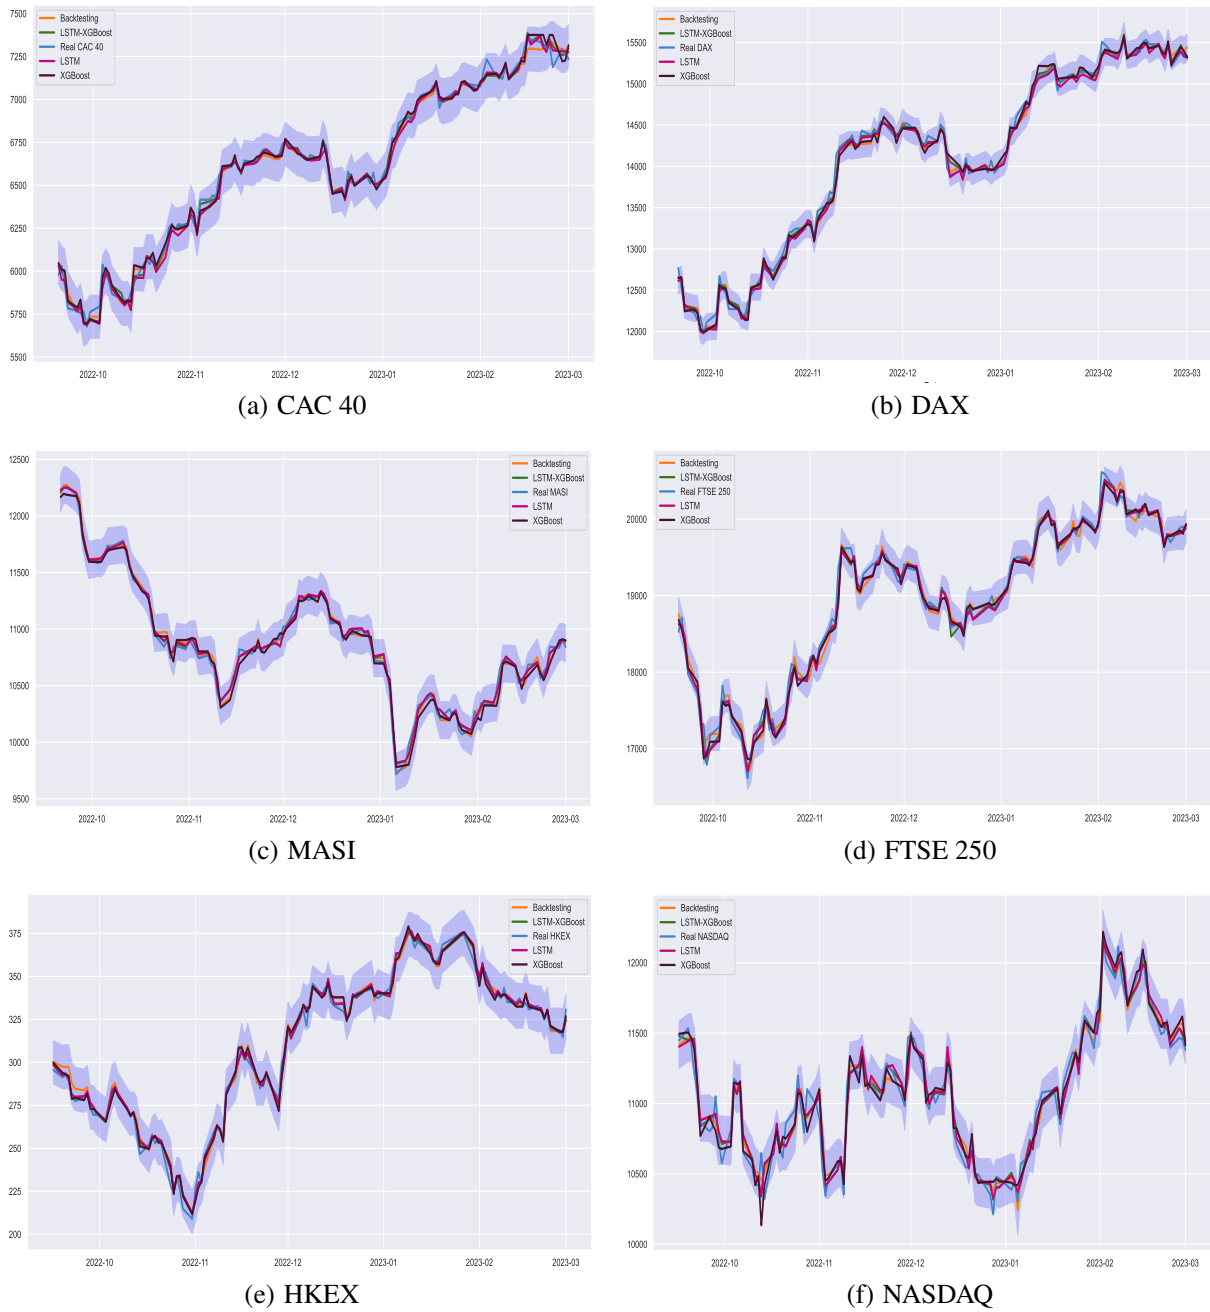 Backtesting
LSTM-XGBoost
Real CAC 40
LSTM
XGBoost
7500
7250
7000
6750
6500
6250
6000
5750
5500
2022-10 2022-11 2022-12 2023-01 2023-02 2023-03
(a) CAC 40
Backtesting
LSTM-XGBoost
Real DAX
LSTM
XGBoost
15500
15000
14500
14000
13500
13000
12500
12000
2022-10 2022-11 2022-12 2023-01 2023-02 2023-03
(b) DAX
Backtesting
LSTM-XGBoost
Real MASI
LSTM
XGBoost
12500
12000
11500
11000
10500
10000
9500
2022-10 2022-11 2022-12 2023-01 2023-02 2023-03
(c) MASI
Backtesting
LSTM-XGBoost
Real FTSE 250
LSTM
XGBoost
20000
19000
18000
17000
2022-10 2022-11 2022-12 2023-01 2023-02 2023-03
(d) FTSE 250
Backtesting
LSTM-XGBoost
Real HKEX
LSTM
XGBoost
375
350
325
300
275
250
225
200
2022-10 2022-11 2022-12 2023-01 2023-02 2023-03
(e) HKEX
Backtesting
LSTM-XGBoost
Real NASDAQ
LSTM
XGBoost
12000
11500
11000
10500
10000
2022-10 2022-11 2022-12 2023-01 2023-02 2023-03
(f) NASDAQ